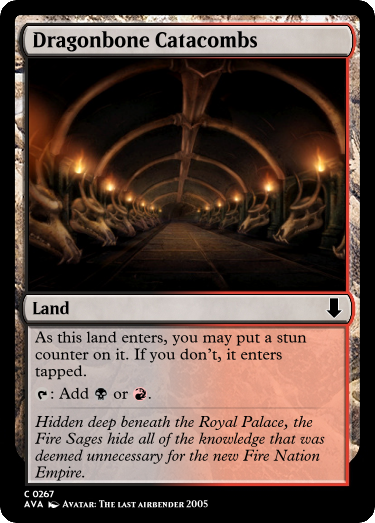 Dragonbone Catacombs
Land
As this land enters, you may put a stun
counter on it. If you don't, it enters
tapped.
: Add or .
Hidden deep beneath the Royal Palace, the
Fire Sages hide all of the knowledge that was
deemed unnecessary for the new Fire Nation
Empire.
C 0267
AVA Avatar: The last airbender 2005